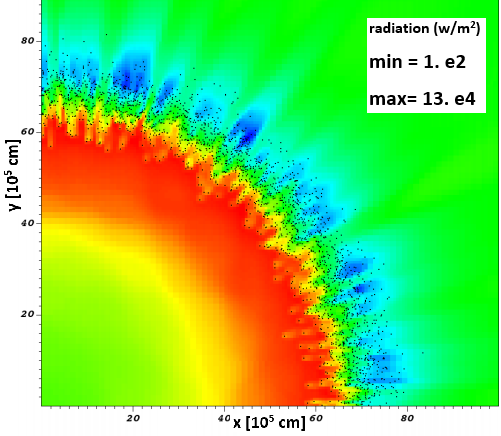 radiation (w/m²)
min = 1. e2
max= 13. e4
80
60
40
20
y [10⁵ cm]
20
40
60
80
x [10⁵ cm]